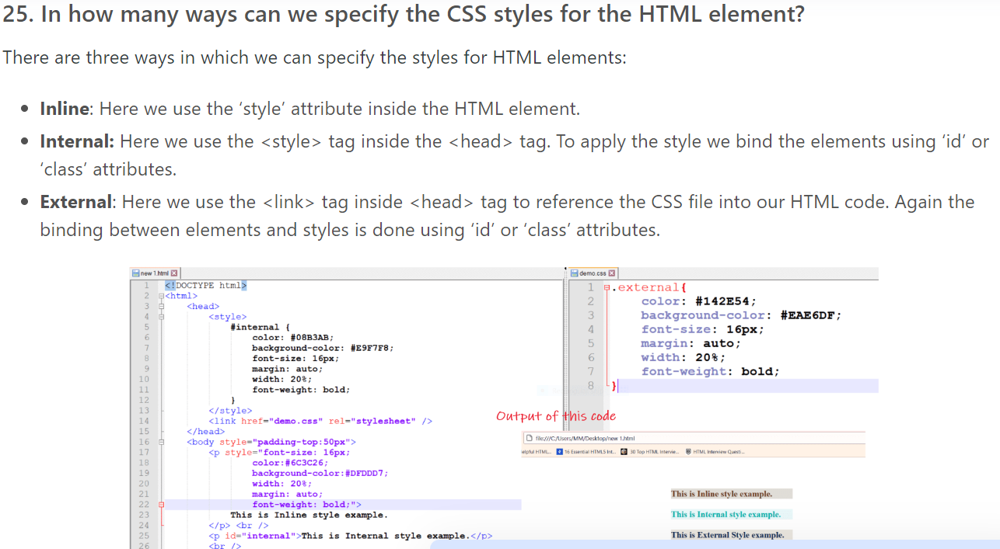 25. In how many ways can we specify the CSS styles for the HTML element?
There are three ways in which we can specify the styles for HTML elements:
• Inline: Here we use the ‘style’ attribute inside the HTML element.
• Internal: Here we use the <style> tag inside the <head> tag. To apply the style we bind the elements using ‘id’ or
‘class’ attributes.
• External: Here we use the <link> tag inside <head> tag to reference the CSS file into our HTML code. Again the
binding between elements and styles is done using ‘id’ or ‘class’ attributes.
new 1.html
1 <!DOCTYPE html>
2 <html>
3 <head>
4 <style>
5 #internal {
6 color: #08B3AB;
7 background-color: #E9F7F8;
8 font-size: 16px;
9 margin: auto;
10 width: 20%;
11 font-weight: bold;
12 }
13 </style>
14 <link href="demo.css" rel="stylesheet" />
15 </head>
16 <body style="padding-top:50px">
17 <p style="font-size: 16px;
18 color:#6C3C26;
19 background-color:#DFDDD7;
20 width: 20%;
21 margin: auto;
22 font-weight: bold;">
23 This is Inline style example.
24 </p> <br />
25 <p id="internal">This is Internal style example.</p>
26 <br />
demo.css
1 .external{
2 color: #142E54;
3 background-color: #EAE6DF;
4 font-size: 16px;
5 margin: auto;
6 width: 20%;
7 font-weight: bold;
8 }
Output of this code
file:///C:/Users/MM/Desktop/new 1.html
elpful HTML... 16 Essential HTML5 Int... 30 Top HTML Intervie... HTML Interview Questi...
This is Inline style example.
This is Internal style example.
This is External Style example.